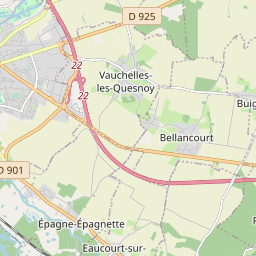 D 925
22
Vauchelles-
les-Quesnoy
22
Buig
Bellancourt
D 901
Épagne-Épagnette
Eaucourt-sur-